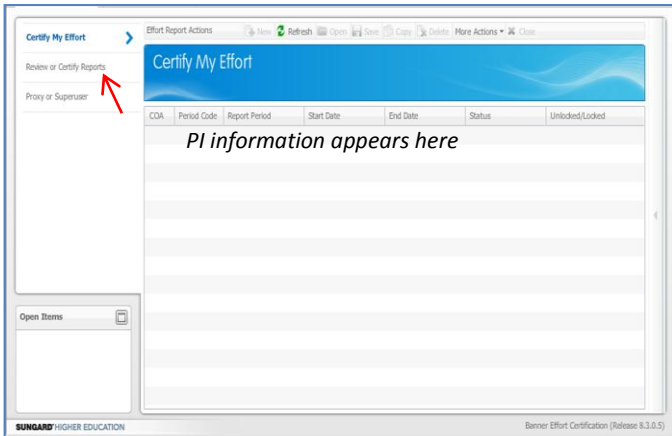 Certify My Effort
Review or Certify Reports
Proxy or Superuser
Effort Report Actions New Refresh Open Save Copy Delete More Actions Close
Certify My Effort
COA Period Code Report Period Start Date End Date Status Unlocked/Locked
PI information appears here
Open Items
SUNGARD HIGHER EDUCATION
Banner Effort Certification (Release 8.3.0.5)